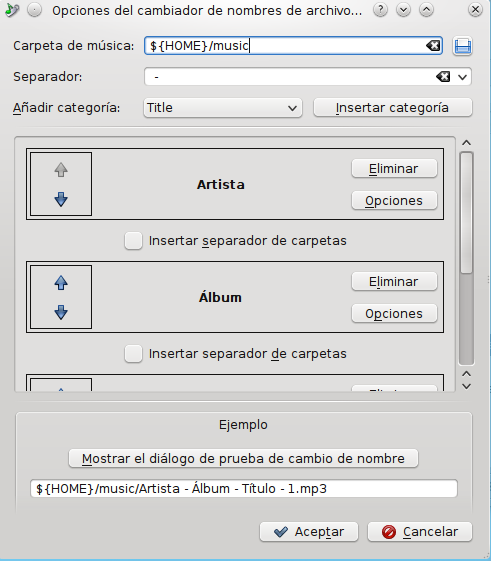 Opciones del cambiador de nombres de archivo...
Carpeta de música: ${HOME}/music
Separador: -
Añadir categoría: Title Insertar categoría
Eliminar
Artista
Opciones
Insertar separador de carpetas
Eliminar
Álbum
Opciones
Insertar separador de carpetas
Ejemplo
Mostrar el diálogo de prueba de cambio de nombre
${HOME}/music/Artista - Álbum - Título - 1.mp3
Aceptar Cancelar